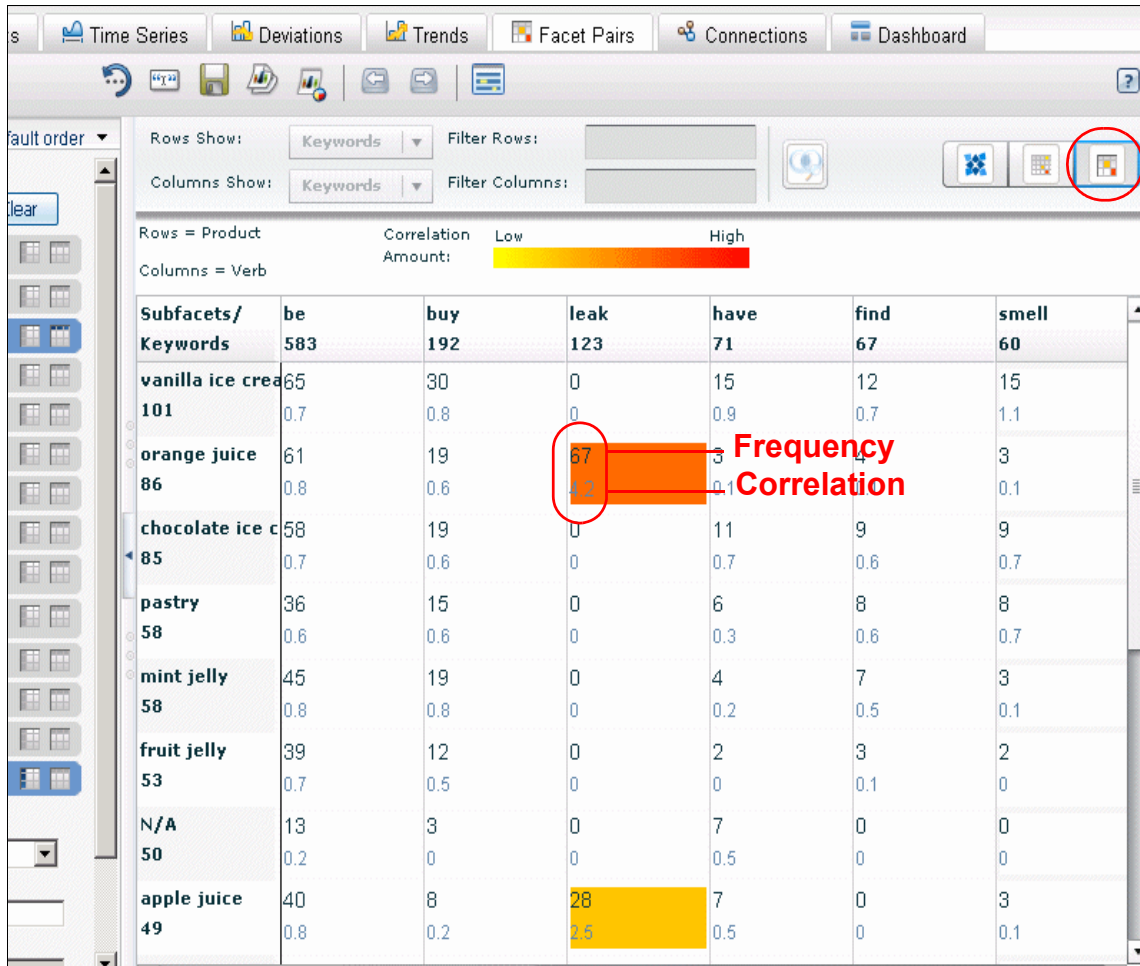 s Time Series Deviations Trends Facet Pairs Connections Dashboard
"Y" ?
fault order Rows Show: Keywords Filter Rows:
Columns Show: Keywords Filter Columns:
Clear
Rows = Product Correlation Low High
Amount:
Columns = Verb
Subfacets/ be buy leak have find smell
Keywords 583 192 123 71 67 60
vanilla ice crea 65 30 0 15 12 15
101 0.7 0.8 0 0.9 0.7 1.1
orange juice 61 19 67 3 Frequency 4 3
86 0.8 0.6 4.2 Correlation 0.1 0.1
chocolate ice c 58 19 0 11 9 9
85 0.7 0.6 0 0.7 0.6 0.7
pastry 36 15 0 6 8 8
58 0.6 0.6 0 0.3 0.6 0.7
mint jelly 45 19 0 4 7 3
58 0.8 0.8 0 0.2 0.5 0.1
fruit jelly 39 12 0 2 3 2
53 0.7 0.5 0 0 0.1 0
N/A 13 3 0 7 0 0
50 0.2 0 0 0.5 0 0
apple juice 40 8 28 7 0 3
49 0.8 0.2 2.5 0.5 0 0.1